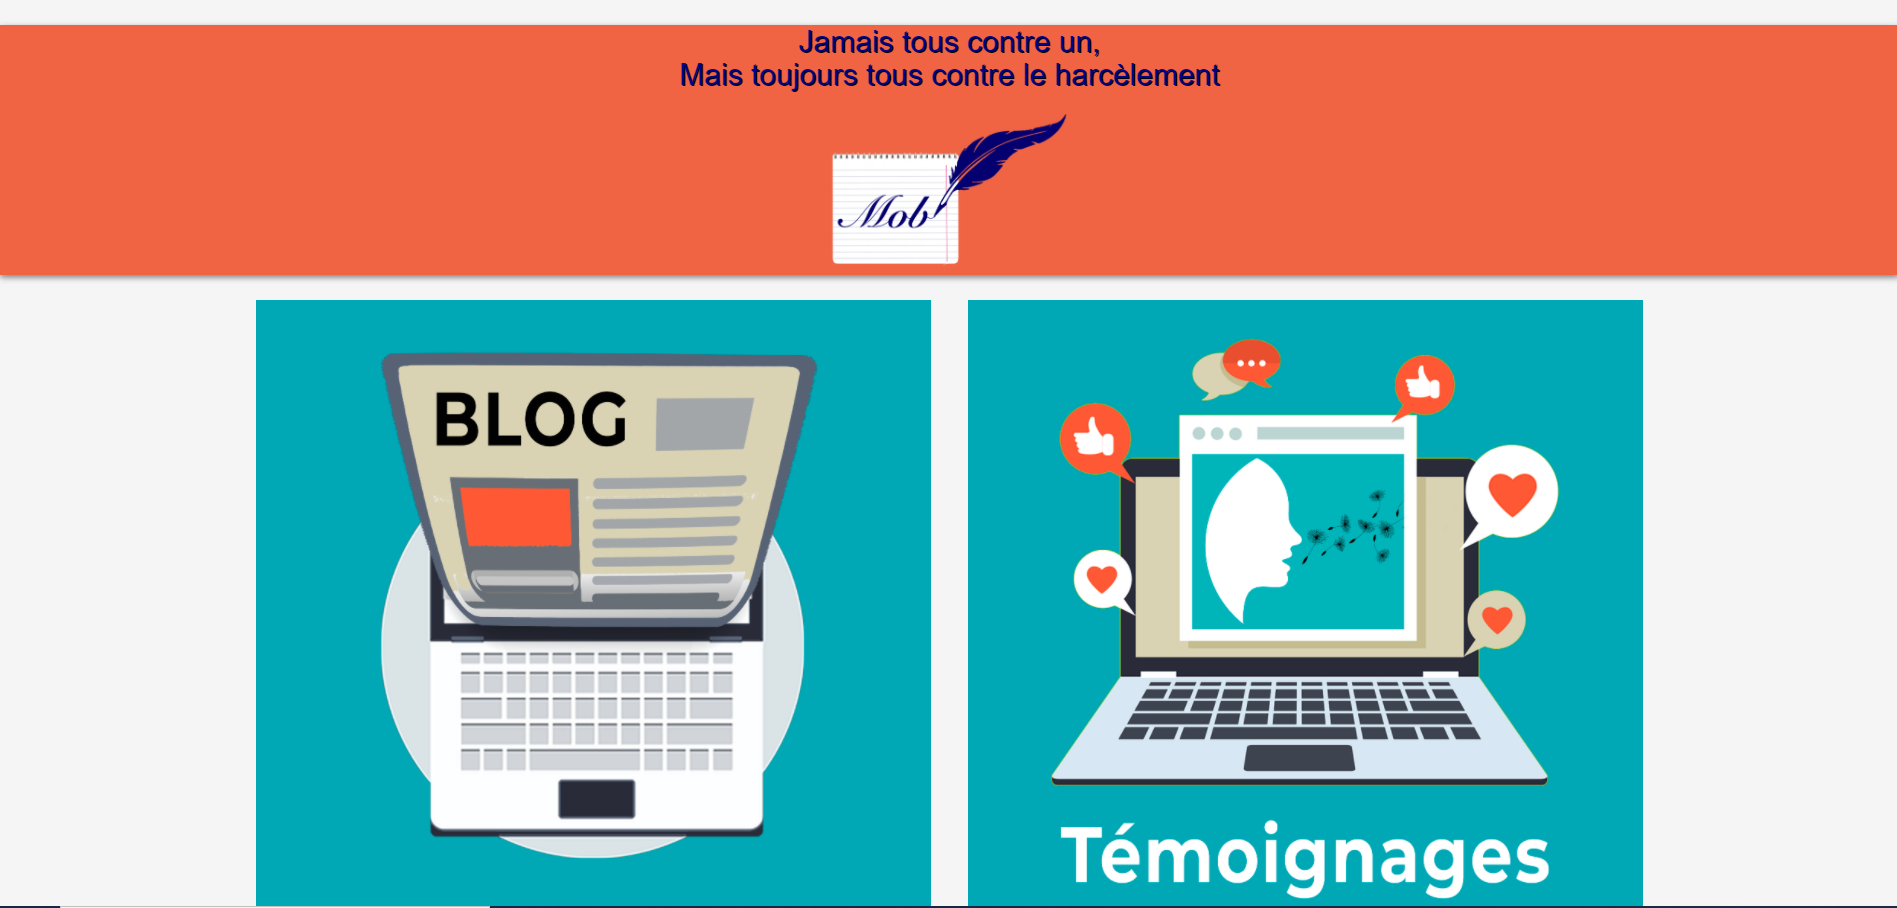 Jamais tous contre un,
Mais toujours tous contre le harcèlement
Mob
BLOG
Témoignages